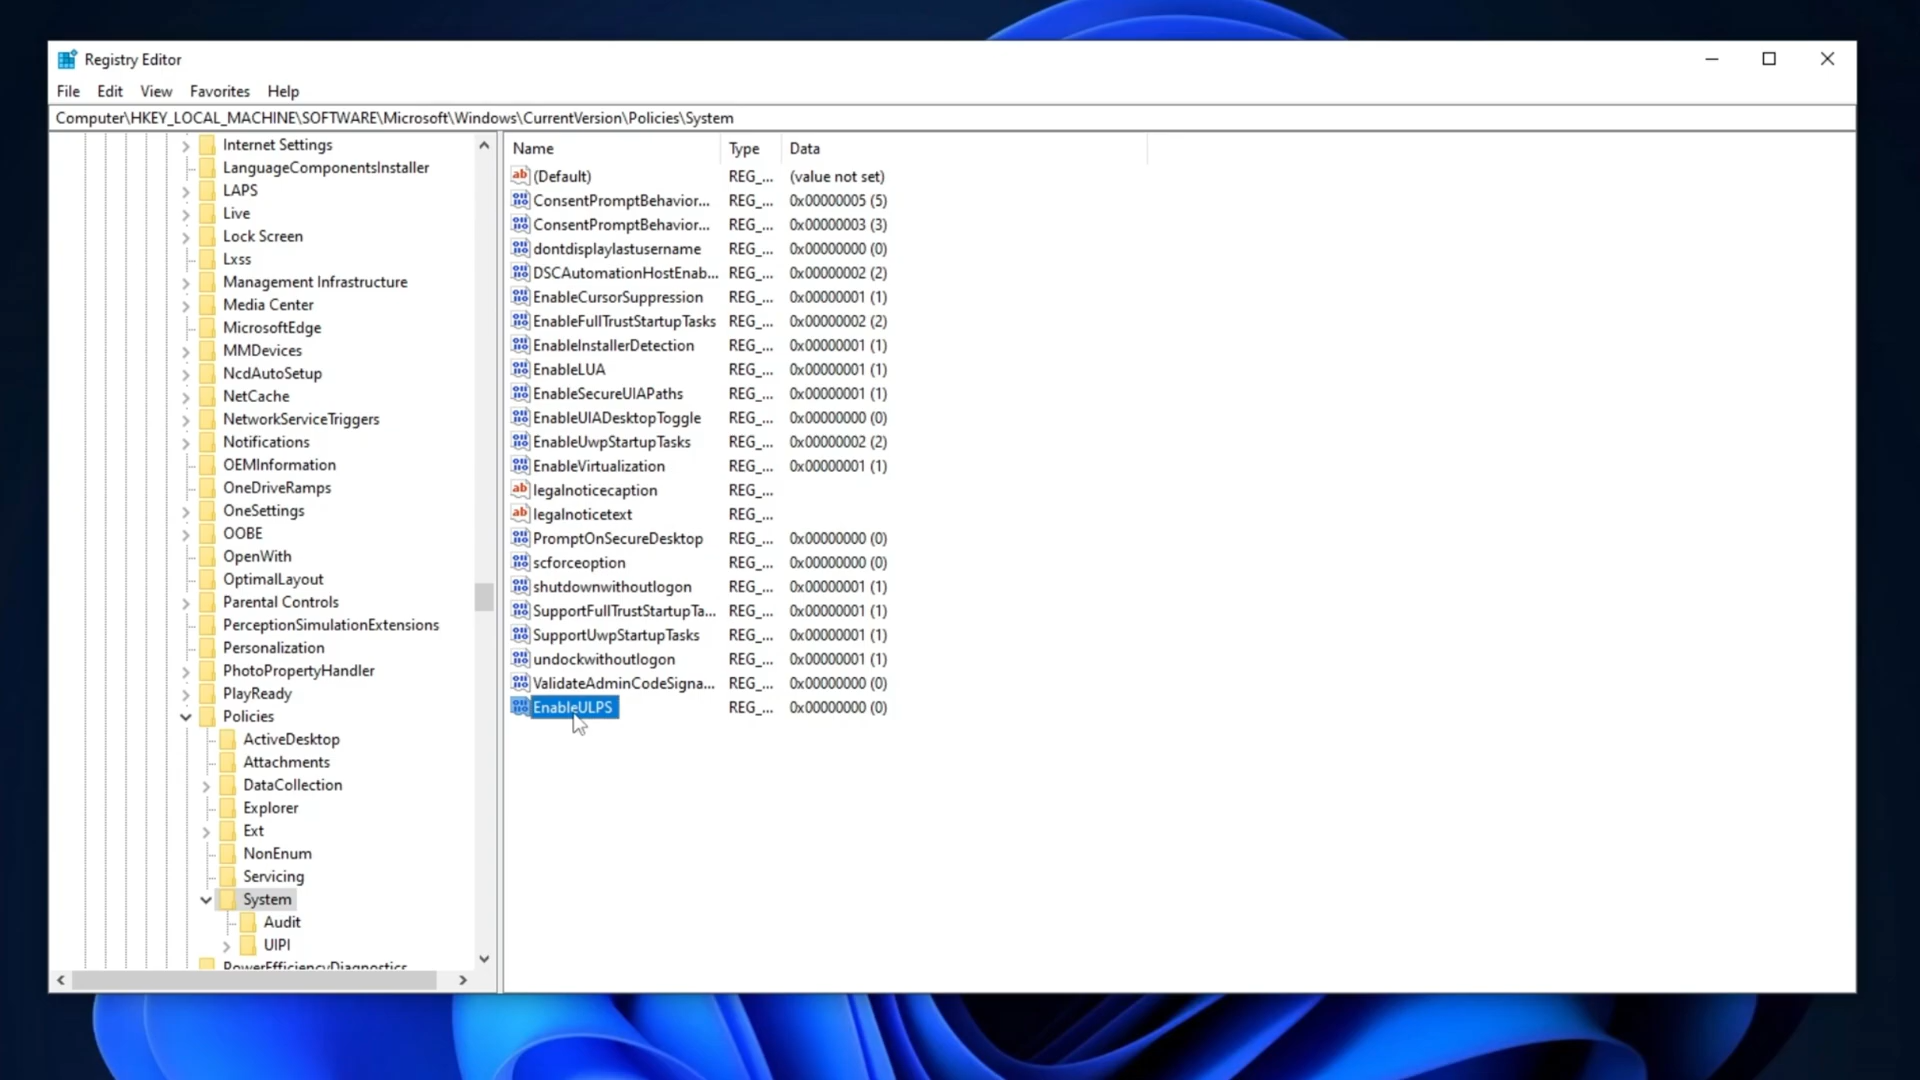 Registry Editor
File Edit View Favorites Help
Computer\HKEY_LOCAL_MACHINE\SOFTWARE\Microsoft\Windows\CurrentVersion\Policies\System
Internet Settings
LanguageComponentsInstaller
LAPS
Live
Lock Screen
Lxss
Management Infrastructure
Media Center
MicrosoftEdge
MMDevices
NcdAutoSetup
NetCache
NetworkServiceTriggers
Notifications
OEMInformation
OneDriveRamps
OneSettings
OOBE
OpenWith
OptimalLayout
Parental Controls
PerceptionSimulationExtensions
Personalization
PhotoPropertyHandler
PlayReady
Policies
ActiveDesktop
Attachments
DataCollection
Explorer
Ext
NonEnum
Servicing
System
Audit
UIPI
PowerEfficiencyDiagnostics
Name Type Data
(Default) REG_... (value not set)
ConsentPromptBehavior... REG_... 0x00000005 (5)
ConsentPromptBehavior... REG_... 0x00000003 (3)
dontdisplaylastusername REG_... 0x00000000 (0)
DSCAutomationHostEnab... REG_... 0x00000002 (2)
EnableCursorSuppression REG_... 0x00000001 (1)
EnableFullTrustStartupTasks REG_... 0x00000002 (2)
EnableInstallerDetection REG_... 0x00000001 (1)
EnableLUA REG_... 0x00000001 (1)
EnableSecureUIAPaths REG_... 0x00000001 (1)
EnableUIADesktopToggle REG_... 0x00000000 (0)
EnableUwpStartupTasks REG_... 0x00000002 (2)
EnableVirtualization REG_... 0x00000001 (1)
legalnoticecaption REG_...
legalnoticetext REG_...
PromptOnSecureDesktop REG_... 0x00000000 (0)
scforceoption REG_... 0x00000000 (0)
shutdownwithoutlogon REG_... 0x00000001 (1)
SupportFullTrustStartupTa... REG_... 0x00000001 (1)
SupportUwpStartupTasks REG_... 0x00000001 (1)
undockwithoutlogon REG_... 0x00000001 (1)
ValidateAdminCodeSigna... REG_... 0x00000000 (0)
EnableULPS REG_... 0x00000000 (0)